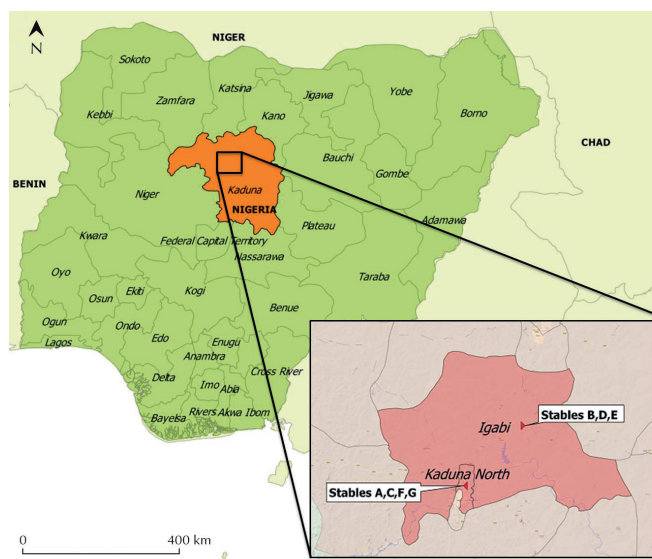 N
NIGER
Sokoto
Katsina
Jigawa
Yobe
Zamfara
Kano
Borno
Kebbi
CHAD
Bauchi
Gombe
BENIN
Kaduna
Niger
NIGERIA
Adamawa
Plateau
Kwara
Federal Capital Territory
Nassarawa
Oyo
Taraba
Ekiti
Kogi
Osun
Benue
Ogun
Ondo
Enugu
Lagos
Edo
Anambra
Cross River
Delta
Imo
Abia
Bayelsa
Rivers
Akwa Ibom
Stables B,D,E
Igabi
Kaduna North
Stables A,C,F,G
0
400 km